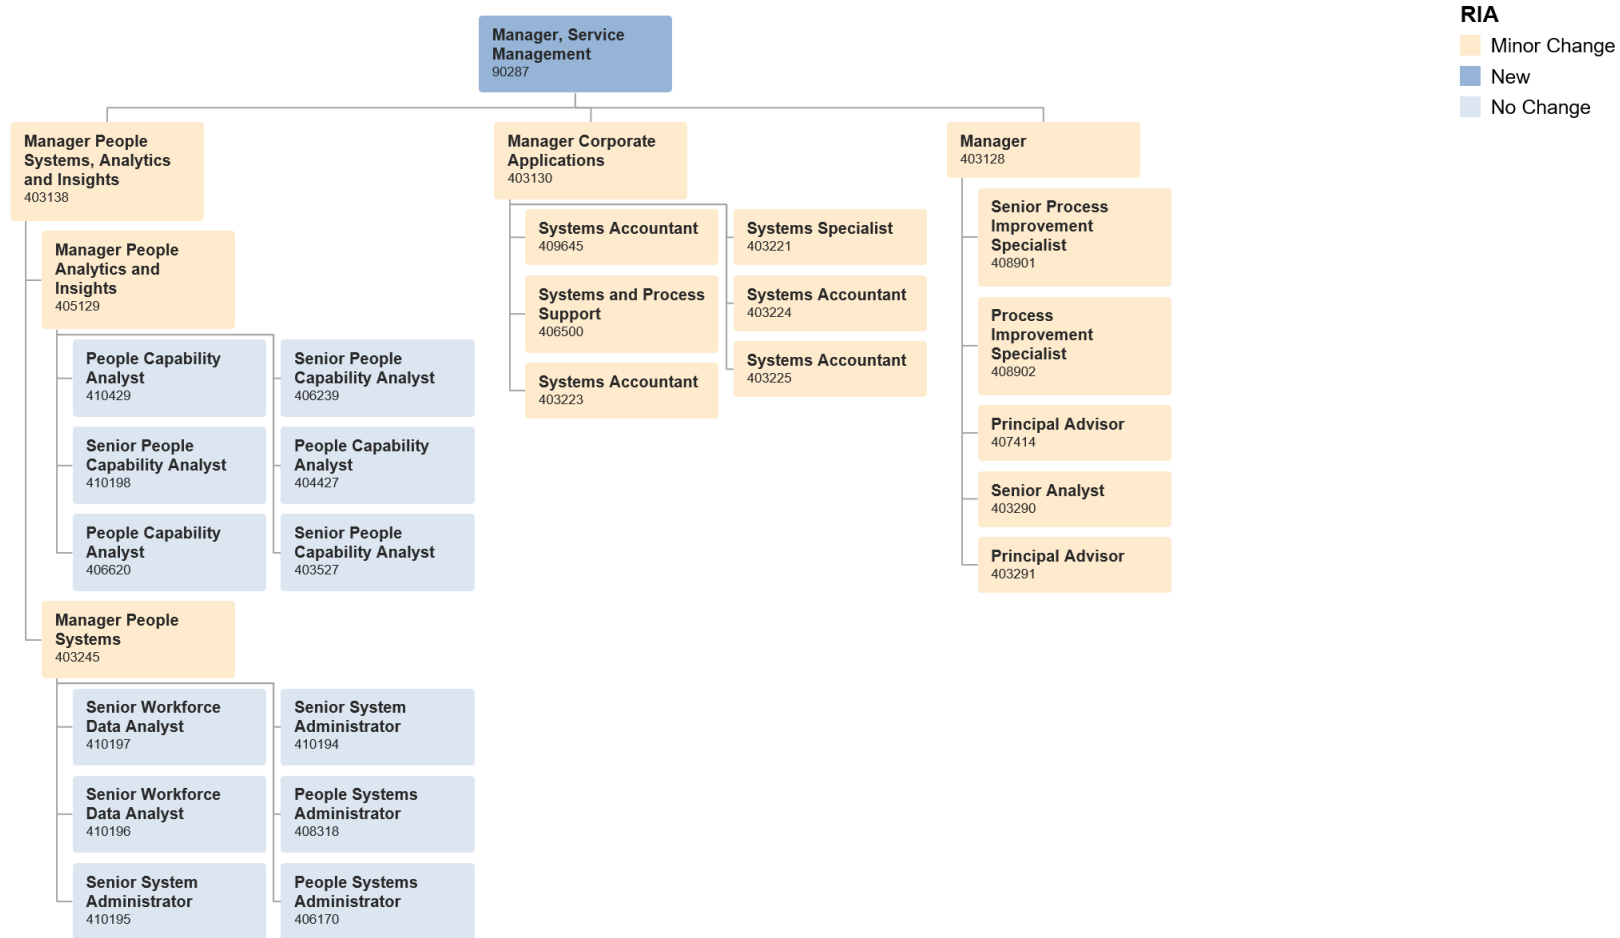 RIA
Minor Change
New
No Change
Manager, Service
Management
90287
Manager People
Systems, Analytics
and Insights
403138
Manager People
Analytics and
Insights
405129
People Capability
Analyst
410429
Senior People
Capability Analyst
406239
Senior People
Capability Analyst
410198
People Capability
Analyst
404427
People Capability
Analyst
406620
Senior People
Capability Analyst
403527
Manager People
Systems
403245
Senior Workforce
Data Analyst
410197
Senior System
Administrator
410194
Senior Workforce
Data Analyst
410196
People Systems
Administrator
408318
Senior System
Administrator
410195
People Systems
Administrator
406170
Manager Corporate
Applications
403130
Systems Accountant
409645
Systems Specialist
403221
Systems and Process
Support
406500
Systems Accountant
403224
Systems Accountant
403223
Systems Accountant
403225
Manager
403128
Senior Process
Improvement
Specialist
408901
Process
Improvement
Specialist
408902
Principal Advisor
407414
Senior Analyst
403290
Principal Advisor
403291